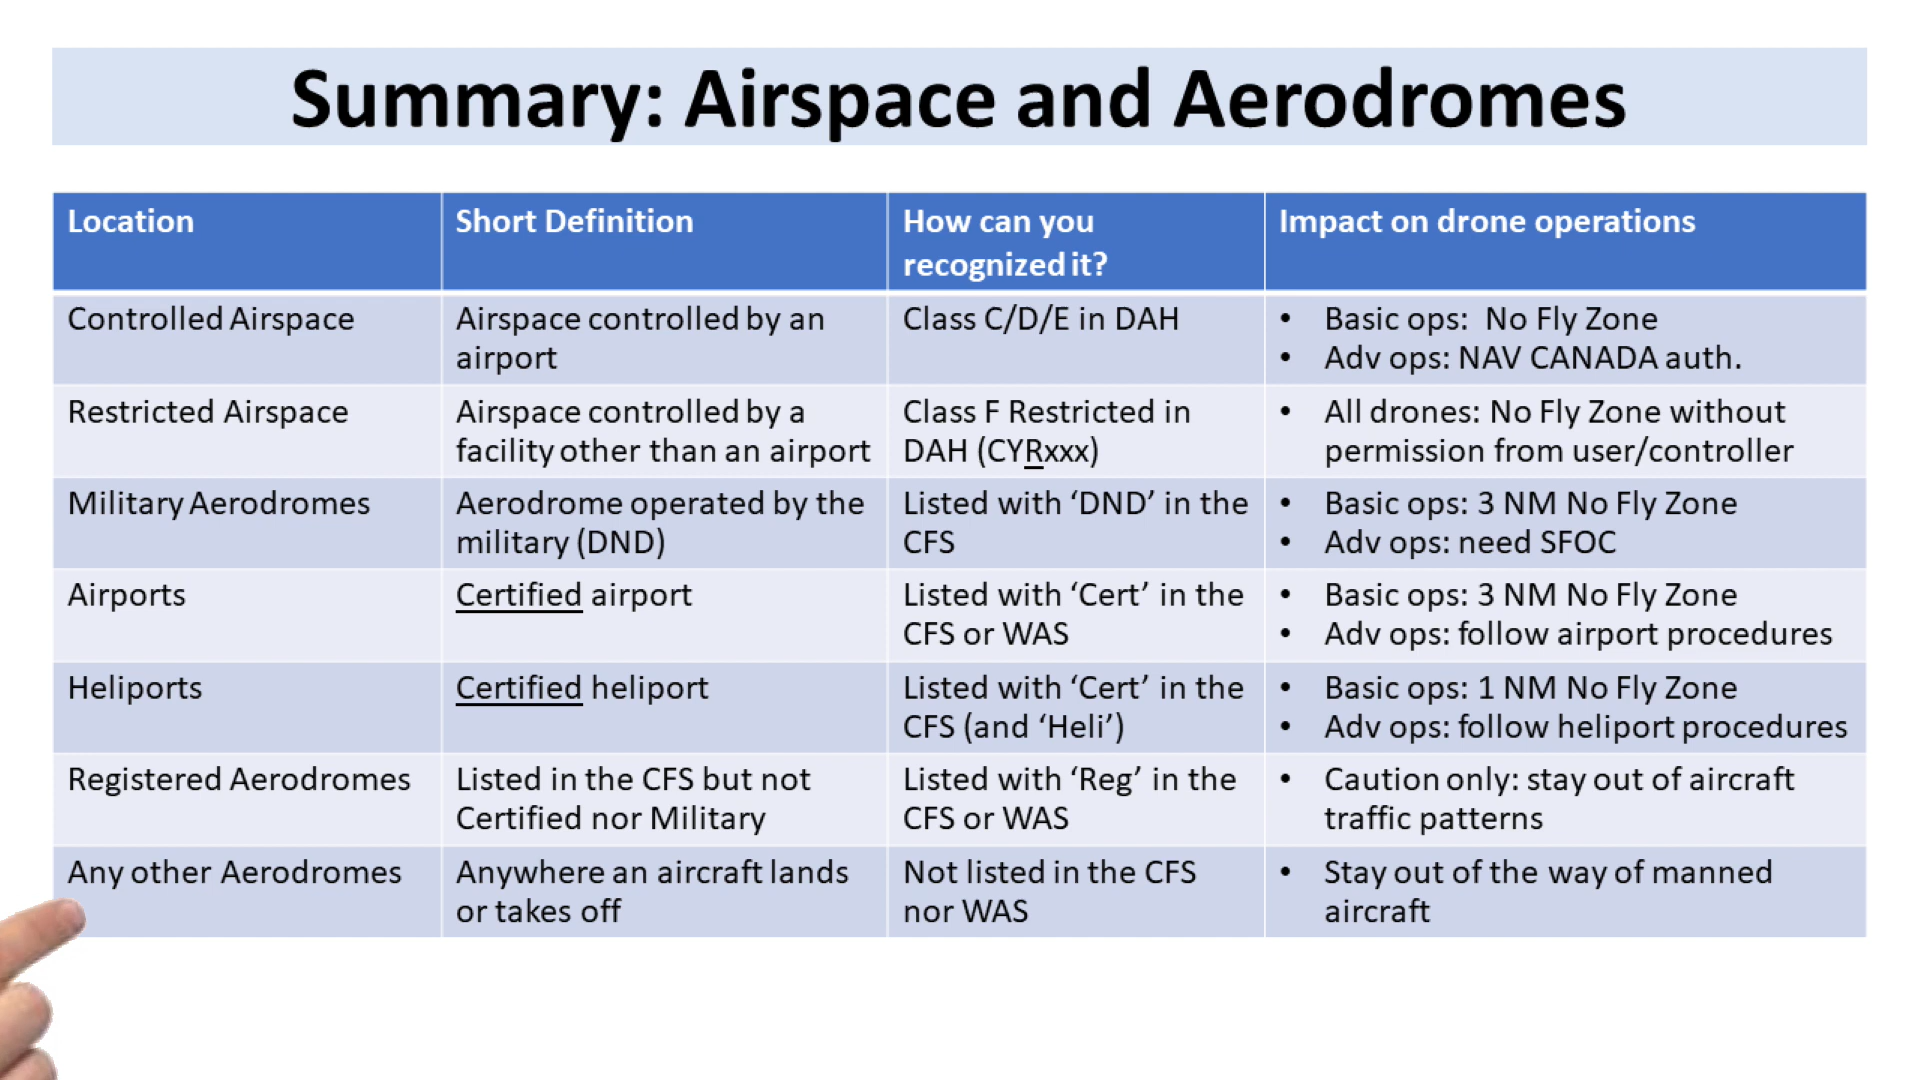 Summary: Airspace and Aerodromes
Location
Short Definition
How can you
recognized it?
Impact on drone operations
Controlled Airspace
Airspace controlled by an
airport
Class C/D/E in DAH
• Basic ops:  No Fly Zone
• Adv ops: NAV CANADA auth.
Restricted Airspace
Airspace controlled by a
facility other than an airport
Class F Restricted in
DAH (CYRxxx)
• All drones: No Fly Zone without
permission from user/controller
Military Aerodromes
Aerodrome operated by the
military (DND)
Listed with ‘DND’ in the
CFS
• Basic ops: 3 NM No Fly Zone
• Adv ops: need SFOC
Airports
Certified airport
Listed with ‘Cert’ in the
CFS or WAS
• Basic ops: 3 NM No Fly Zone
• Adv ops: follow airport procedures
Heliports
Certified heliport
Listed with ‘Cert’ in the
CFS (and ‘Heli’)
• Basic ops: 1 NM No Fly Zone
• Adv ops: follow heliport procedures
Registered Aerodromes
Listed in the CFS but not
Certified nor Military
Listed with ‘Reg’ in the
CFS or WAS
• Caution only: stay out of aircraft
traffic patterns
Any other Aerodromes
Anywhere an aircraft lands
or takes off
Not listed in the CFS
nor WAS
• Stay out of the way of manned
aircraft